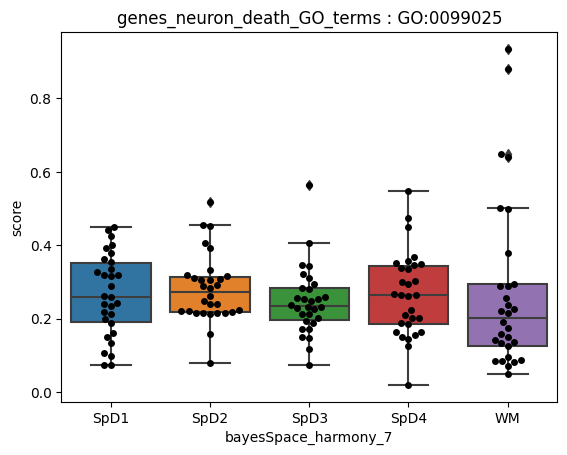 genes_neuron_death_GO_terms : GO:0099025
score
0.8
0.6
0.4
0.2
0.0
SpD1 SpD2 SpD3 SpD4 WM
bayesSpace_harmony_7